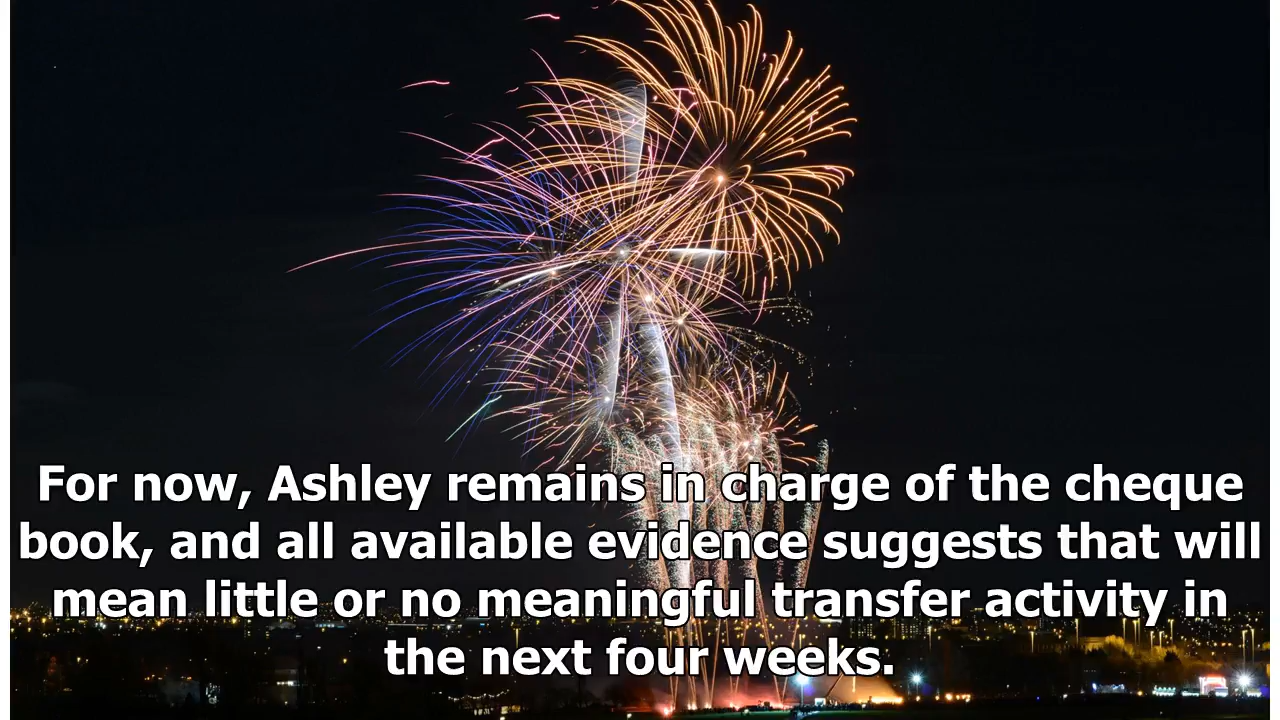 For now, Ashley remains in charge of the cheque
book, and all available evidence suggests that will
mean little or no meaningful transfer activity in
the next four weeks.